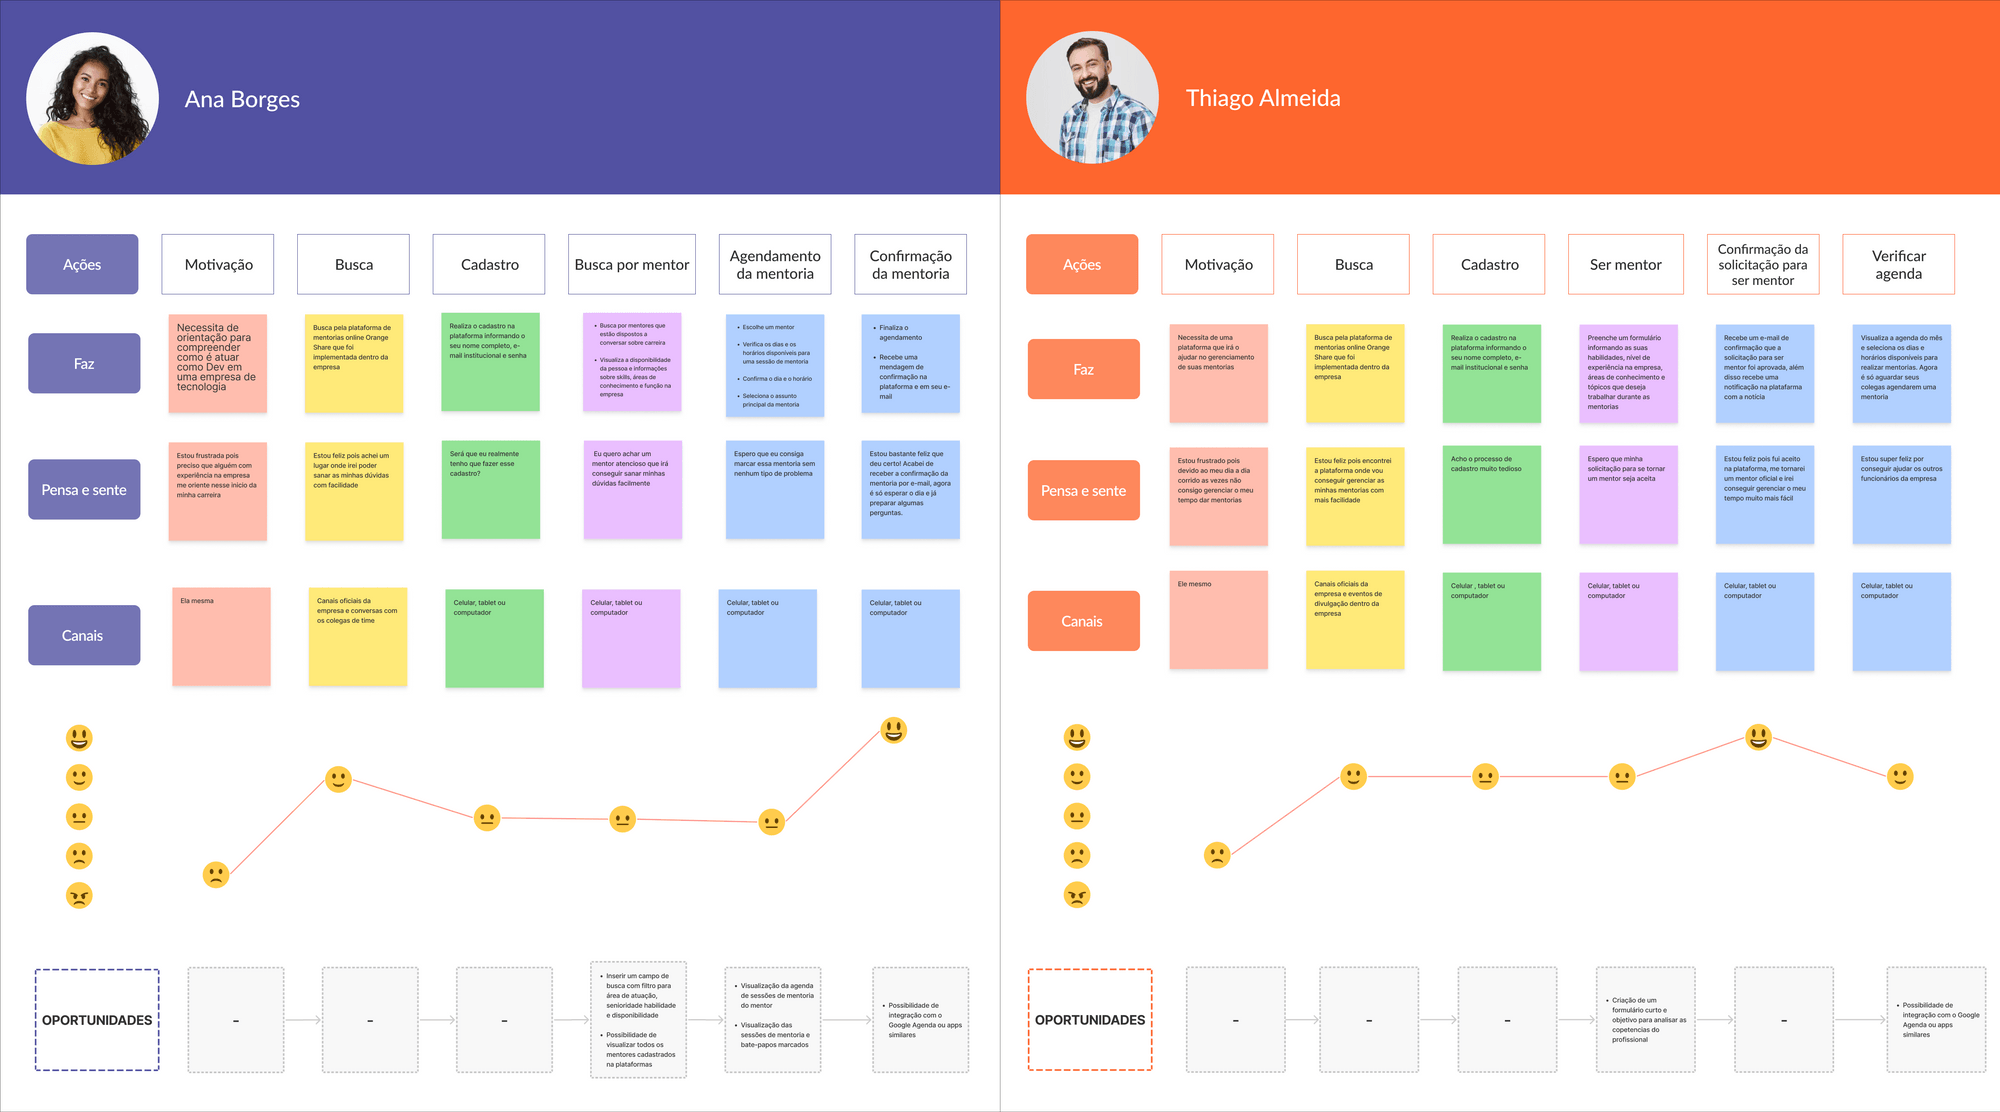 Ana Borges
Ações
Motivação
Busca
Cadastro
Busca por mentor
Agendamento
da mentoria
Confirmação
da mentoria
Faz
Necessita de
orientação para
compreender
como é atuar
como Dev em
uma empresa de
tecnologia
Busca pela plataforma de
mentorias online Orange
Share que foi
implementada dentro da
empresa
Realiza o cadastro na
plataforma informando o
seu nome completo, e-
mail institucional e senha
• Busca por mentores que
estão dispostos a
conversar sobre carreira
• Visualiza a disponibilidade
da pessoa e informações
sobre skills, áreas de
conhecimento e função na
empresa
• Escolhe um mentor
• Verifica os dias e os
horários disponíveis para
uma sessão de mentoria
• Confirma o dia e o horário
• Seleciona o assunto
principal da mentoria
• Finaliza o
agendamento
• Recebe uma
mendagem de
confirmação na
plataforma e em seu e-
mail
Pensa e sente
Estou frustrada pois
preciso que alguém com
experiência na empresa
me oriente nesse início da
minha carreira
Estou feliz pois achei um
lugar onde irei poder
sanar as minhas dúvidas
com facilidade
Será que eu realmente
tenho que fazer esse
cadastro?
Eu quero achar um
mentor atencioso que irá
conseguir sanar minhas
dúvidas facilmente
Espero que eu consiga
marcar essa mentoria sem
nenhum tipo de problema
Estou bastante feliz que
deu certo! Acabei de
receber a confirmação da
mentoria por e-mail, agora
é só esperar o dia e já
preparar algumas
perguntas.
Canais
Ela mesma
Canais oficiais da
empresa e conversas com
os colegas de time
Celular, tablet ou
computador
Celular, tablet ou
computador
Celular, tablet ou
computador
Celular, tablet ou
computador
OPORTUNIDADES
-
-
-
• Inserir um campo de
busca com filtro para
área de atuação,
senioridade habilidade
e disponibilidade
• Possibilidade de
visualizar todos os
mentores cadastrados
na plataformas
• Visualização da agenda
de sessões de mentoria
do mentor
• Visualização das
sessões de mentoria e
bate-papos marcados
• Possibilidade de
integração com o
Google Agenda ou apps
similares
Thiago Almeida
Ações
Motivação
Busca
Cadastro
Ser mentor
Confirmação da
solicitação para
ser mentor
Verificar
agenda
Faz
Necessita de uma
plataforma que irá o
ajudar no gerenciamento
de suas mentorias
Busca pela plataforma de
mentorias online Orange
Share que foi
implementada dentro da
empresa
Realiza o cadastro na
plataforma informando o
seu nome completo, e-
mail institucional e senha
Preenche um formulário
informando as suas
habilidades, nível de
experiência na empresa,
áreas de conhecimento e
tópicos que deseja
trabalhar durante as
mentorias
Recebe um e-mail de
confirmação que a
solicitação para ser
mentor foi aprovada, além
disso recebe uma
notificação na platafarma
com a notícia
Visualiza a agenda do mês
e seleciona os dias e
horários disponíveis para
realizar mentorias. Agora
é só aguardar seus
colegas agendarem uma
mentoria
Pensa e sente
Estou frustrado pois
devido ao meu dia a dia
corrido as vezes não
consigo gerenciar o meu
tempo dar mentorias
Estou feliz pois encontrei
a plataforma onde vou
conseguir gerenciar as
minhas mentorias com
mais facilidade
Acho o processo de
cadastro muito tedioso
Espero que minha
solicitação para se tornar
um mentor seja aceita
Estou feliz pois fui aceito
na plataforma, me tornarei
um mentor oficial e irei
conseguir gerenciar o meu
tempo muito mais fácil
Estou super feliz por
conseguir ajudar os outros
funcionários da empresa
Canais
Ele mesmo
Canais oficiais da
empresa e eventos de
divulgação dentro da
empresa
Celular , tablet ou
computador
Celular, tablet ou
computador
Celular, tablet ou
computador
Celular, tablet ou
computador
OPORTUNIDADES
-
-
-
• Criação de um
formulário curto e
objetivo para analisar as
copetencias do
profissional
-
• Possibilidade de
integração com o Google
Agenda ou apps
similares